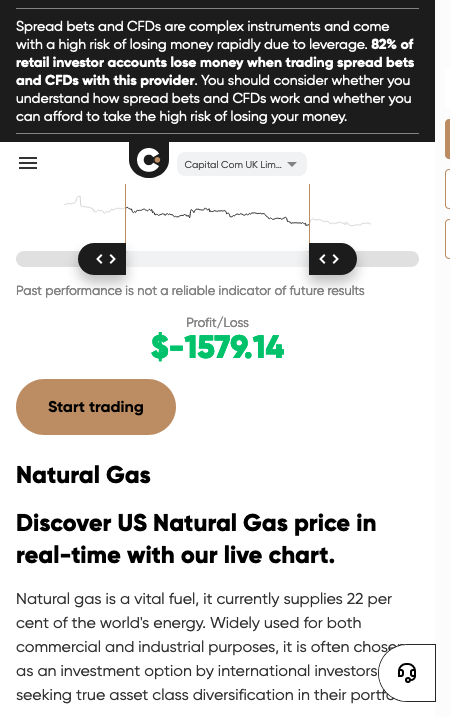 Spread bets and CFDs are complex instruments and come
with a high risk of losing money rapidly due to leverage. 82% of
retail investor accounts lose money when trading spread bets
and CFDs with this provider. You should consider whether you
understand how spread bets and CFDs work and whether you
can afford to take the high risk of losing your money.
Capital Com UK Lim...
Past performance is not a reliable indicator of future results
Profit/Loss
$-1579.14
Start trading
Natural Gas
Discover US Natural Gas price in
real-time with our live chart.
Natural gas is a vital fuel, it currently supplies 22 per
cent of the world's energy. Widely used for both
commercial and industrial purposes, it is often chosen
as an investment option by international investors
seeking true asset class diversification in their